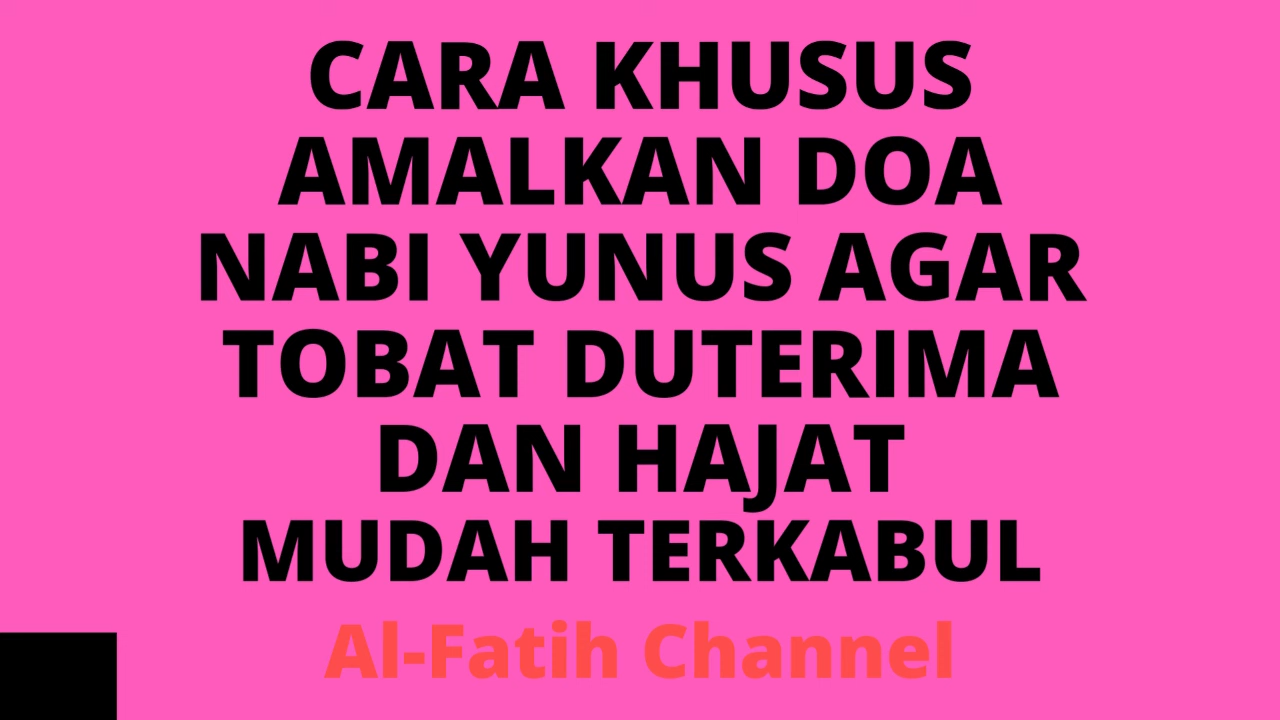 CARA KHUSUS
AMALKAN DOA
NABI YUNUS AGAR
TOBAT DUTERIMA
DAN HAJAT
MUDAH TERKABUL
Al-Fatih Channel